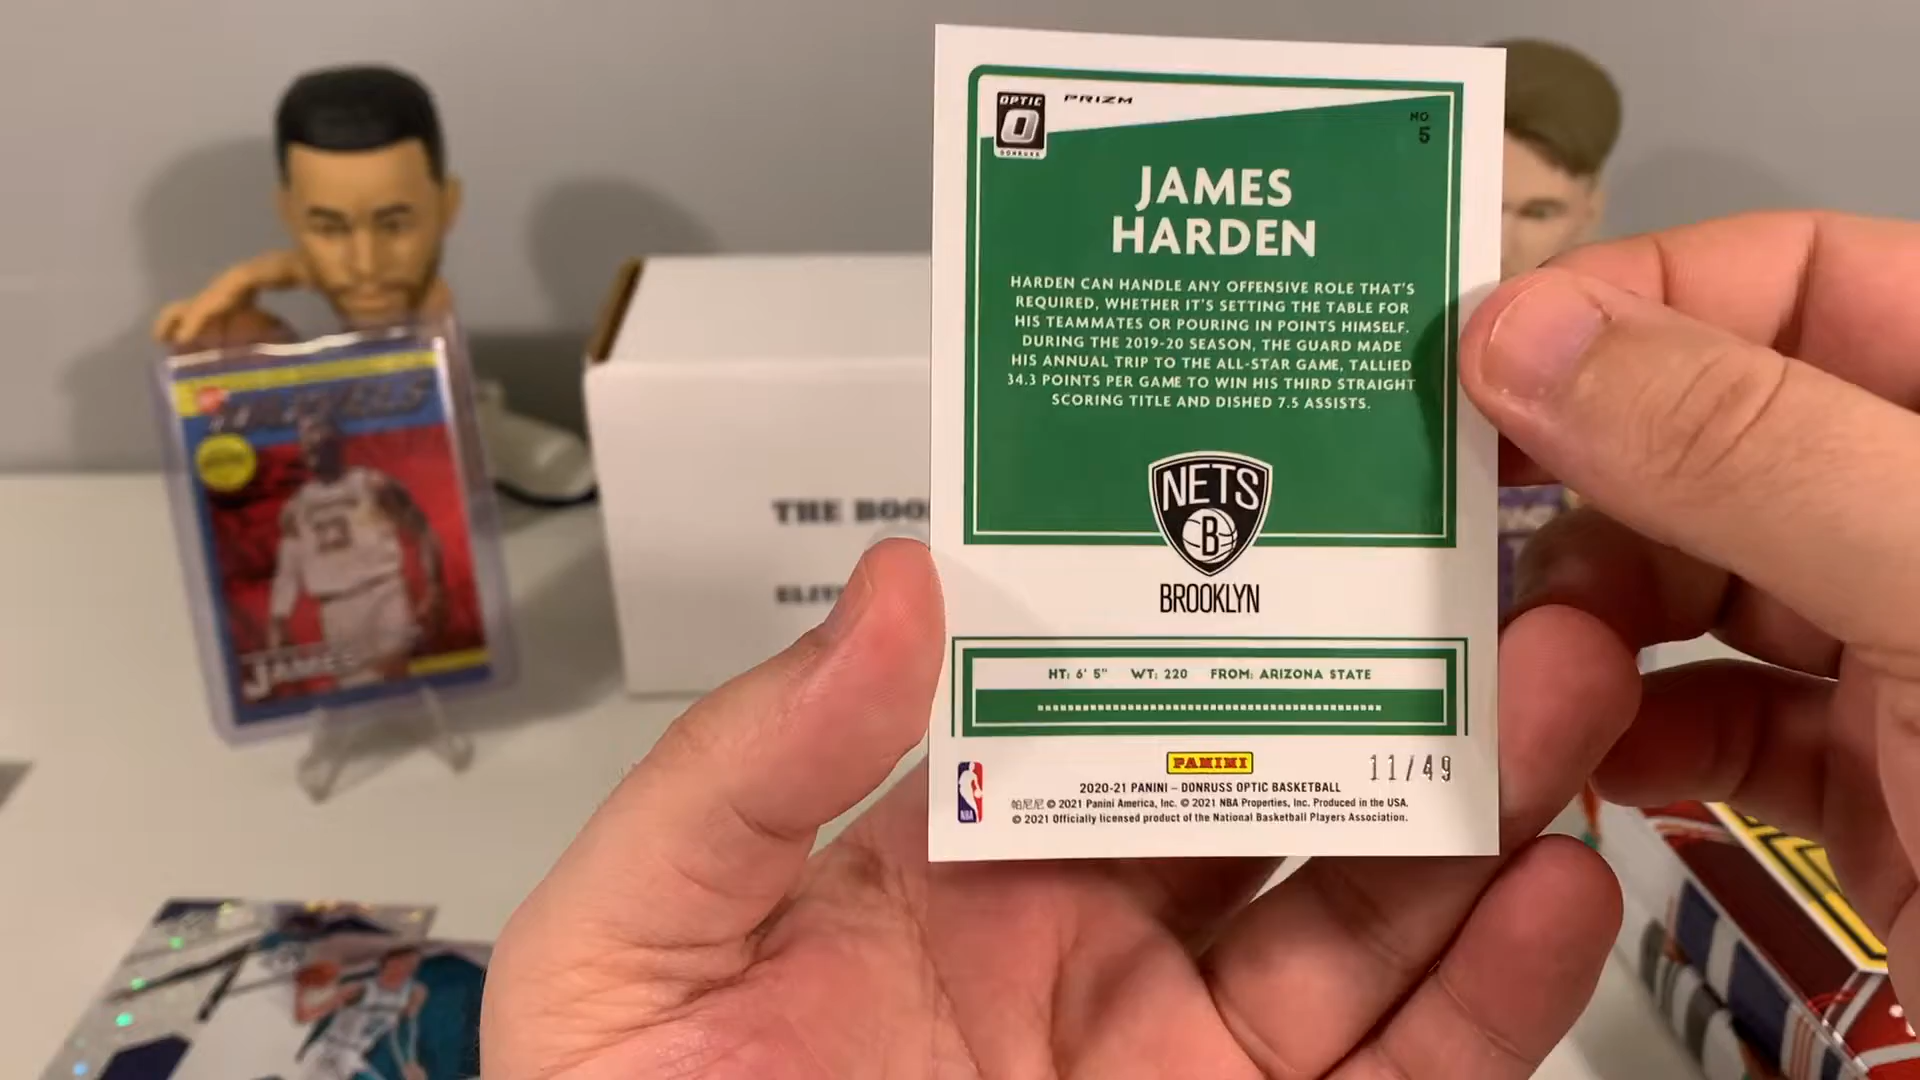 OPTIC
DONRUSS
PRIZM
NO.
5
JAMES
HARDEN
HARDEN CAN HANDLE ANY OFFENSIVE ROLE THAT'S
REQUIRED, WHETHER IT'S SETTING THE TABLE FOR
HIS TEAMMATES OR POURING IN POINTS HIMSELF.
DURING THE 2019-20 SEASON, THE GUARD MADE
HIS ANNUAL TRIP TO THE ALL-STAR GAME, TALLIED
34.3 POINTS PER GAME TO WIN HIS THIRD STRAIGHT
SCORING TITLE AND DISHED 7.5 ASSISTS.
NETS
B
BROOKLYN
HT: 6' 5" WT: 220 FROM: ARIZONA STATE
PANINI
11/49
NBA
2020-21 PANINI – DONRUSS OPTIC BASKETBALL
帕尼尼 © 2021 Panini America, Inc. © 2021 NBA Properties, Inc. Produced in the USA.
© 2021 Officially licensed product of the National Basketball Players Association.
THE BOO
23
JAMES